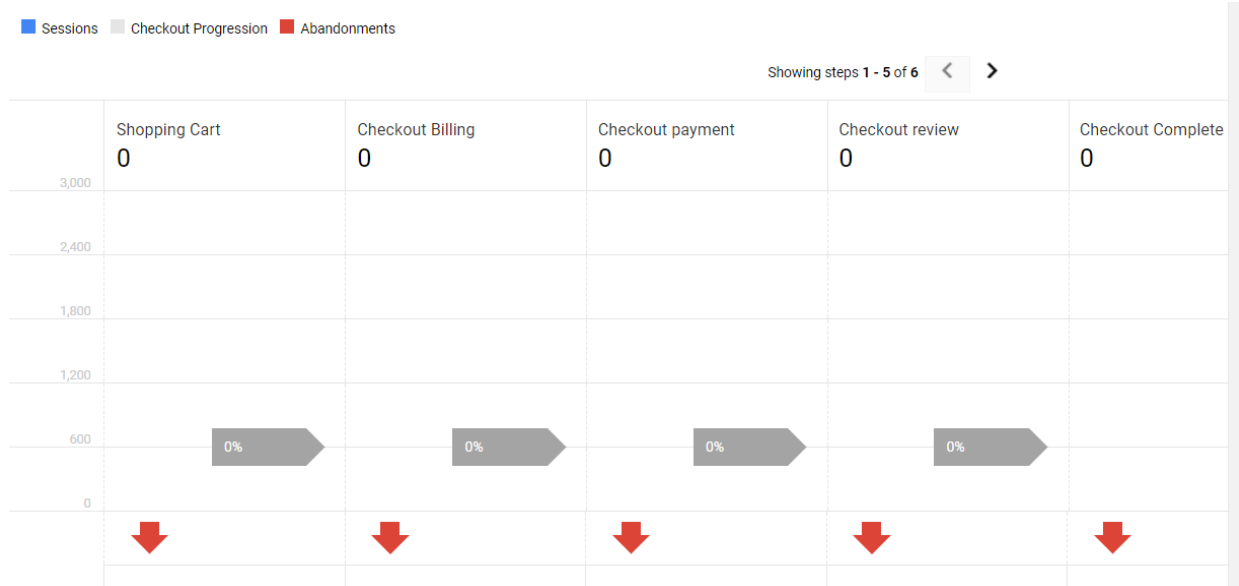 Sessions Checkout Progression Abandonments
Showing steps 1 - 5 of 6
Shopping Cart Checkout Billing Checkout payment Checkout review Checkout Complete
0 0 0 0 0
3,000
2,400
1,800
1,200
600
0% 0% 0% 0%
0